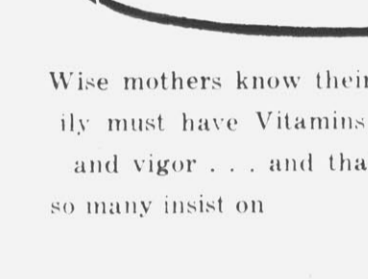 Wise mothers know their
ily must have Vitamins
and vigor . . . and tha
so many insist on